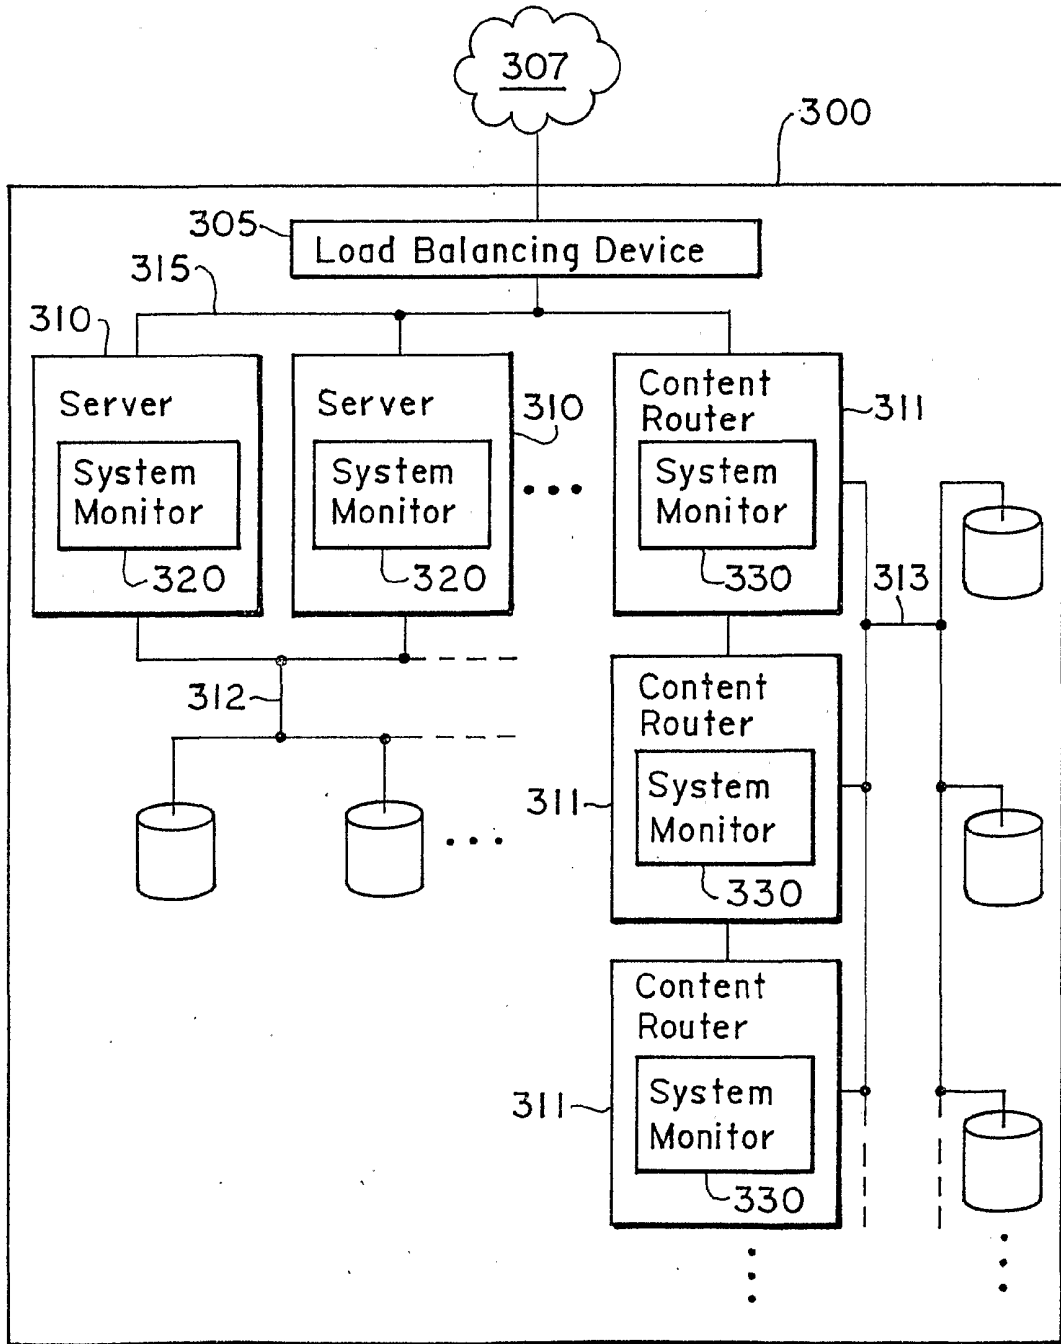 307
300
305
Load Balancing Device
315
310
Server
System
Monitor
320
Server
310
System
Monitor
320
Content
Router
311
System
Monitor
330
313
312
Content
Router
311
System
Monitor
330
Content
Router
311
System
Monitor
330